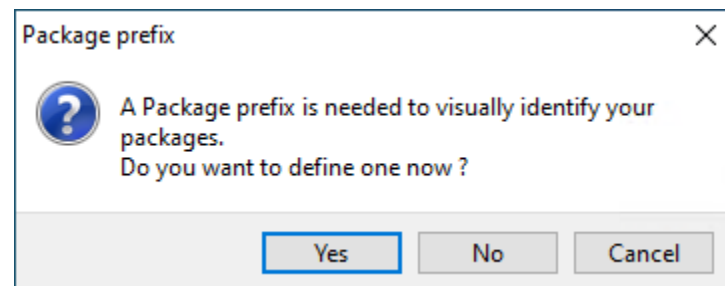 Package prefix
A Package prefix is needed to visually identify your
packages.
Do you want to define one now ?
Yes
No
Cancel